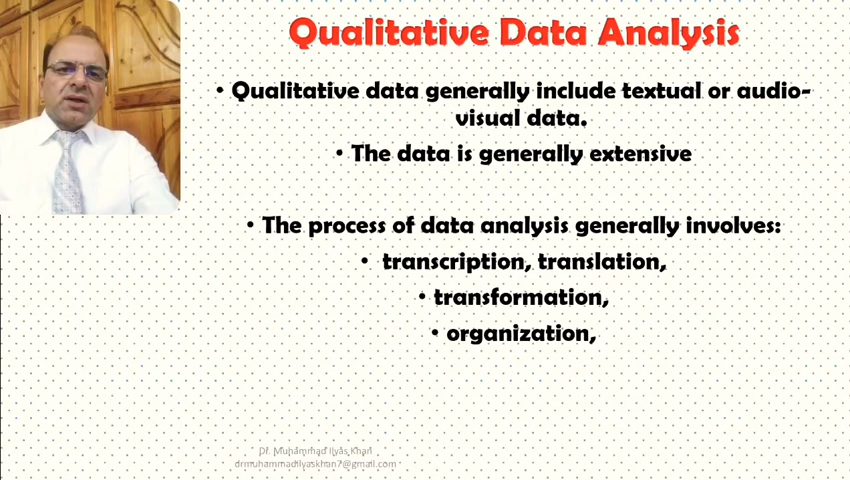 Qualitative Data Analysis
• Qualitative data generally include textual or audio-
visual data.
• The data is generally extensive
• The process of data analysis generally involves:
• transcription, translation,
• transformation,
• organization,
Dr. Muhammad Ilyas Khan
drmuhammadilyaskhan7@gmail.com